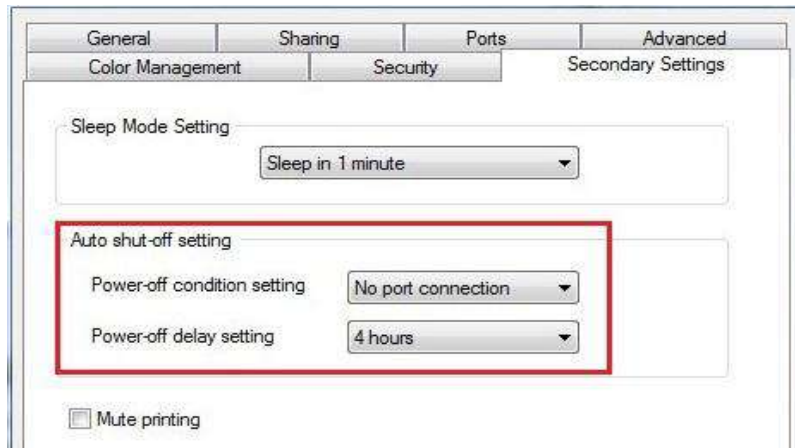 General Sharing Ports Advanced
Color Management Security Secondary Settings
Sleep Mode Setting
Sleep in 1 minute
Auto shut-off setting
Power-off condition setting No port connection
Power-off delay setting 4 hours
Mute printing